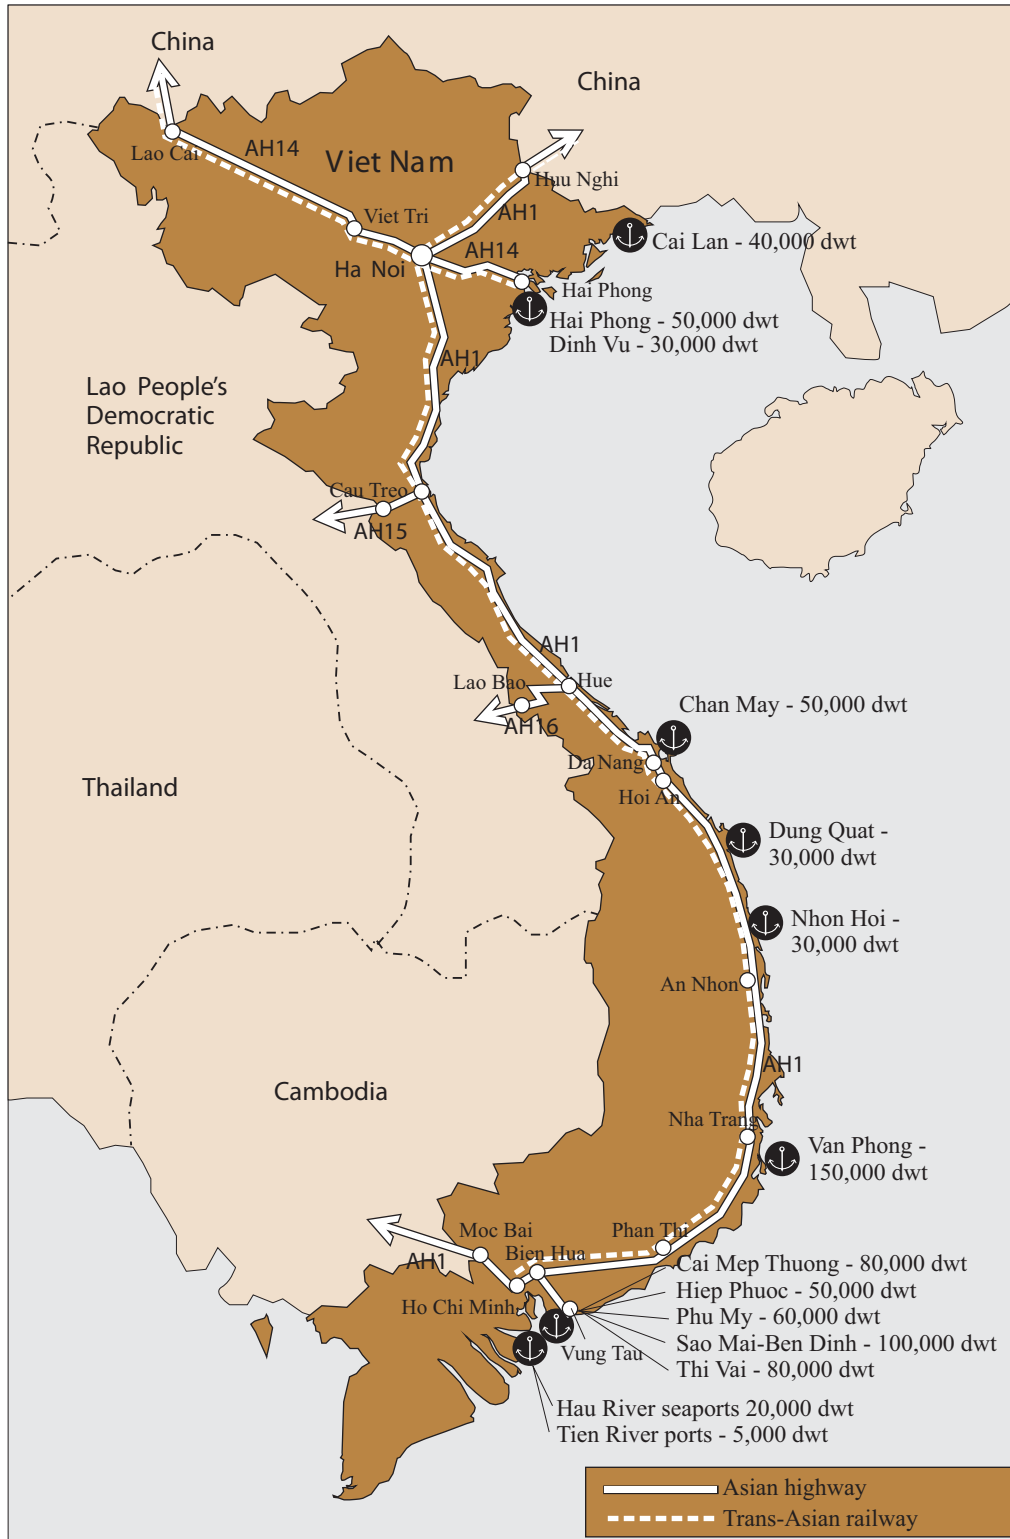 China
China
Lao Cai
AH14
Viet Nam
Huu Nghi
Viet Tri
AH1
AH14
Cai Lan - 40,000 dwt
Ha Noi
Hai Phong
Hai Phong - 50,000 dwt
Dinh Vu - 30,000 dwt
AH1
Lao People's
Democratic
Republic
Cau Treo
AH15
AH1
Lao Bao
Hue
AH16
Chan May - 50,000 dwt
Da Nang
Hoi An
Thailand
Dung Quat -
30,000 dwt
Nhon Hoi -
30,000 dwt
An Nhon
AH1
Cambodia
Nha Trang
Van Phong -
150,000 dwt
Phan Thi
Moc Bai
Bien Hua
AH1
Cai Mep Thuong - 80,000 dwt
Hiep Phuoc - 50,000 dwt
Ho Chi Minh
Phu My - 60,000 dwt
Sao Mai-Ben Dinh - 100,000 dwt
Vung Tau
Thi Vai - 80,000 dwt
Hau River seaports 20,000 dwt
Tien River ports - 5,000 dwt
Asian highway
Trans-Asian railway